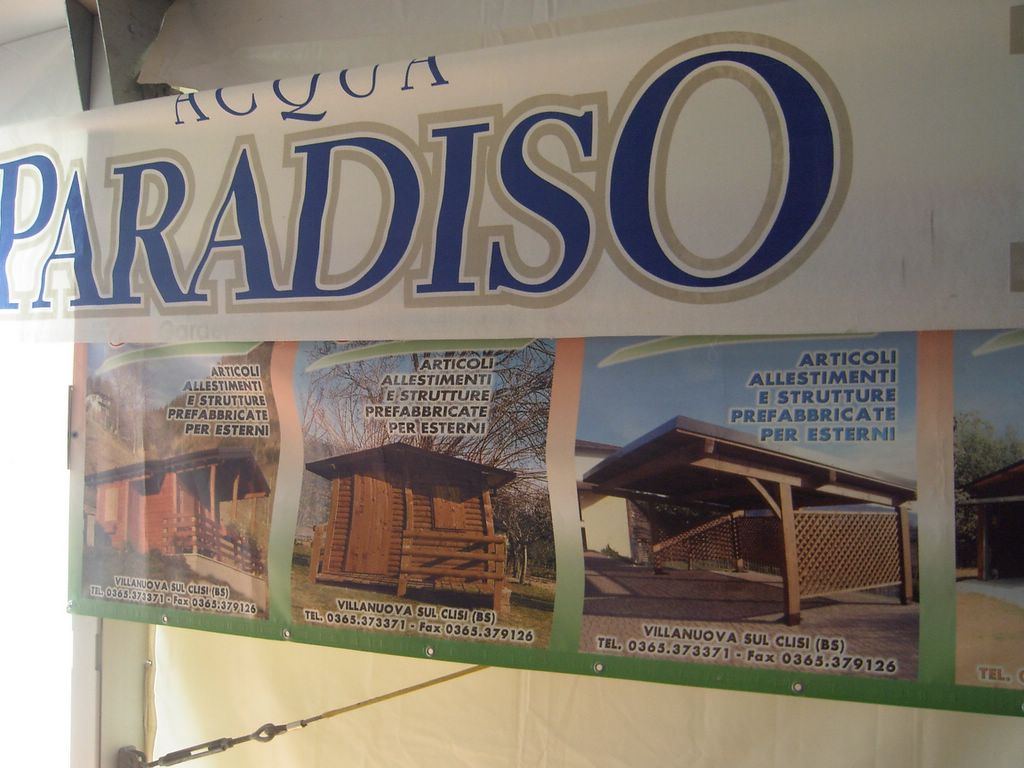 ACQUA
PARADISO
ARTICOLI
ALLESTIMENTI
E STRUTTURE
PREFABBRICATE
PER ESTERNI
VILLANUOVA SUL CLISI (BS)
TEL. 0365.373371 - Fax 0365.379126
ARTICOLI
ALLESTIMENTI
E STRUTTURE
PREFABBRICATE
PER ESTERNI
VILLANUOVA SUL CLISI (BS)
TEL. 0365.373371 - Fax 0365.379126
ARTICOLI
ALLESTIMENTI
E STRUTTURE
PREFABBRICATE
PER ESTERNI
VILLANUOVA SUL CLISI (BS)
TEL. 0365.373371 - Fax 0365.379126
TEL.